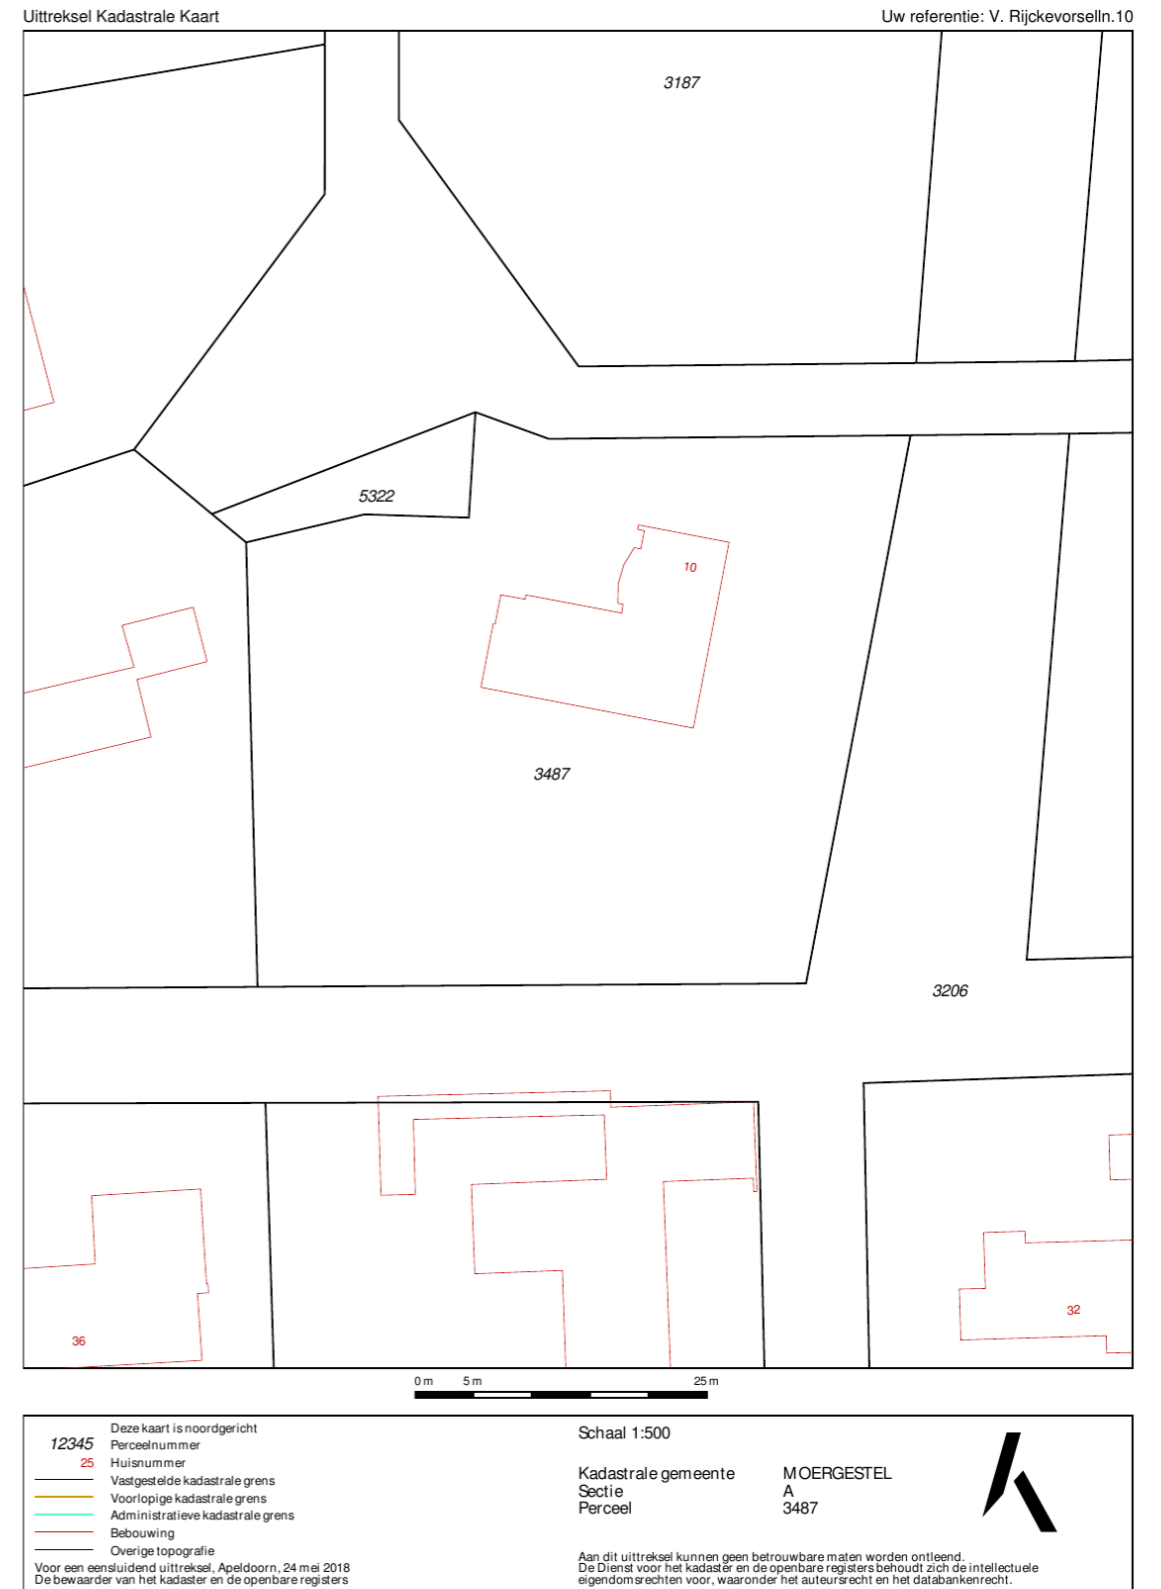 Uittreksel Kadastrale Kaart
Uw referentie: V. Rijckevorselln.10
3187
5322
10
3487
3206
36
32
0 m 5 m 25 m
Deze kaart is noordgericht
12345 Perceelnummer
25 Huisnummer
Vastgestelde kadastrale grens
Voorlopige kadastrale grens
Administratieve kadastrale grens
Bebouwing
Overige topografie
Voor een eensluidend uittreksel, Apeldoorn, 24 mei 2018
De bewaarder van het kadaster en de openbare registers
Schaal 1:500
Kadastrale gemeente MOERGESTEL
Sectie A
Perceel 3487
Aan dit uittreksel kunnen geen betrouwbare maten worden ontleend.
De Dienst voor het kadaster en de openbare registers behoudt zich de intellectuele
eigendomsrechten voor, waaronder het auteursrecht en het databankenrecht.